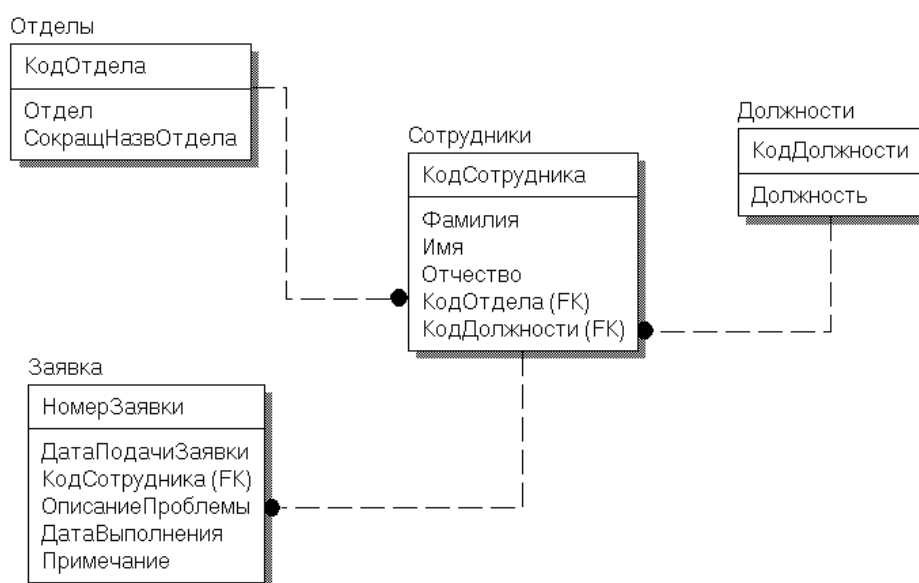 Отделы
КодОтдела
Отдел
СокращНазвОтдела
Должности
КодДолжности
Должность
Сотрудники
КодСотрудника
Фамилия
Имя
Отчество
КодОтдела (FK)
КодДолжности (FK)
Заявка
НомерЗаявки
ДатаПодачиЗаявки
КодСотрудника (FK)
ОписаниеПроблемы
ДатаВыполнения
Примечание